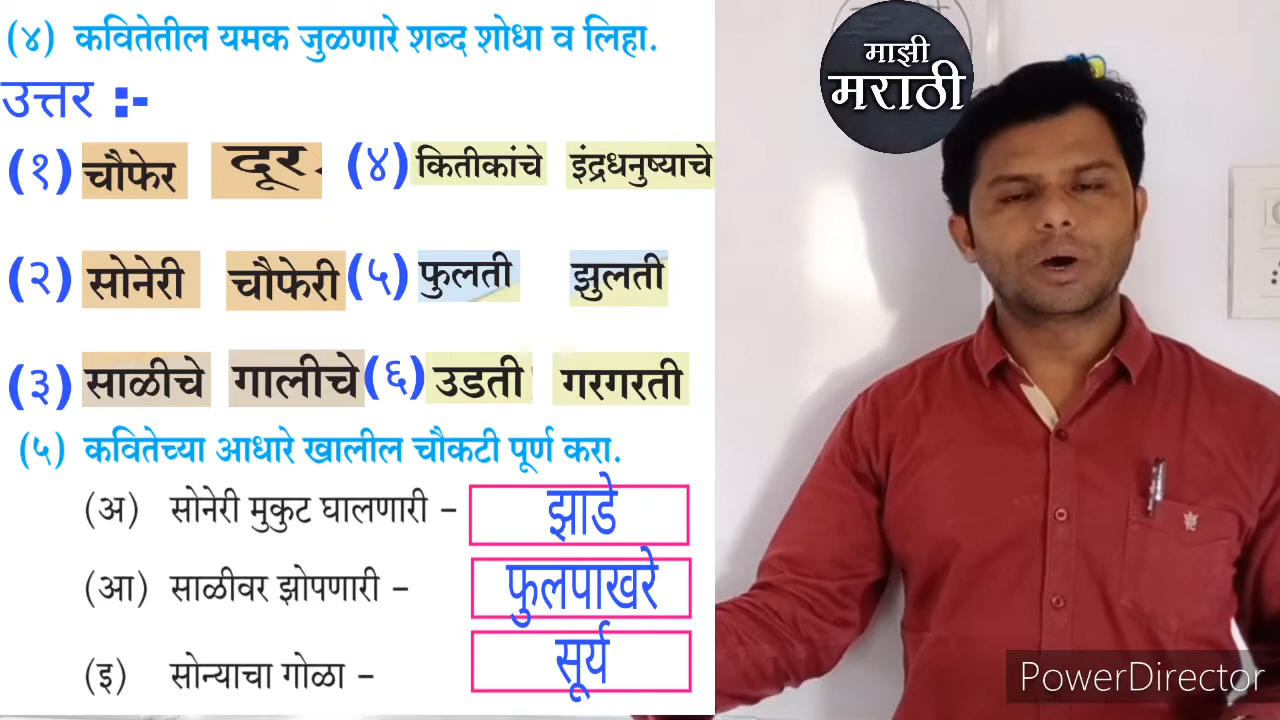 (४) कवितेतील यमक जुळणारे शब्द शोधा व लिहा.
उत्तर :-
(१) चौफेर दूर. (४) कितीकांचे इंद्रधनुष्याचे
(२) सोनेरी चौफेरी (५) फुलती झुलती
(३) साळीचे गालीचे (६) उडती गरगरती
(५) कवितेच्या आधारे खालील चौकटी पूर्ण करा.
(अ) सोनेरी मुकुट घालणारी – झाडे
(आ) साळीवर झोपणारी – फुलपाखरे
(इ) सोन्याचा गोळा – सूर्य
माझी
मराठी
PowerDirector